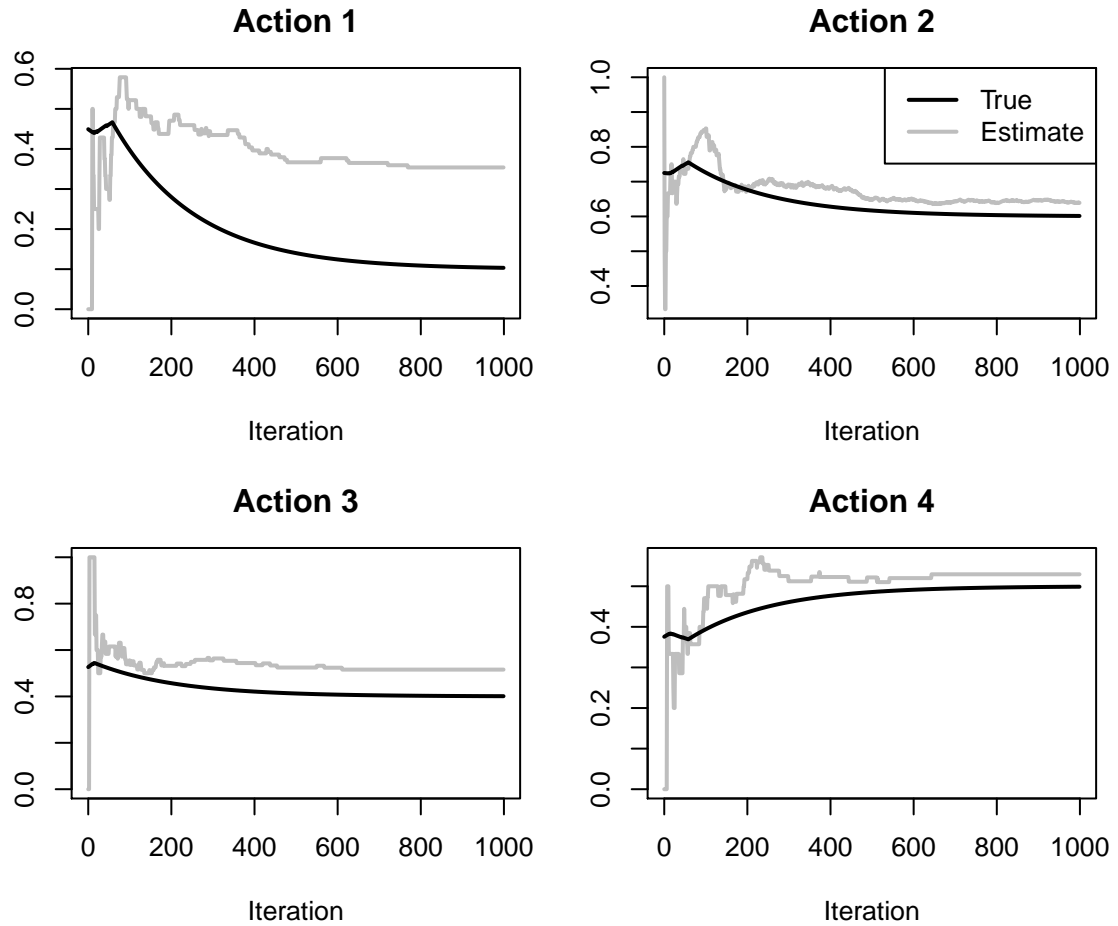 Action 1
0.0 0.2 0.4 0.6
0 200 400 600 800 1000
Iteration
Action 2
0.4 0.6 0.8 1.0
True
Estimate
0 200 400 600 800 1000
Iteration
Action 3
0.0 0.4 0.8
0 200 400 600 800 1000
Iteration
Action 4
0.0 0.2 0.4
0 200 400 600 800 1000
Iteration